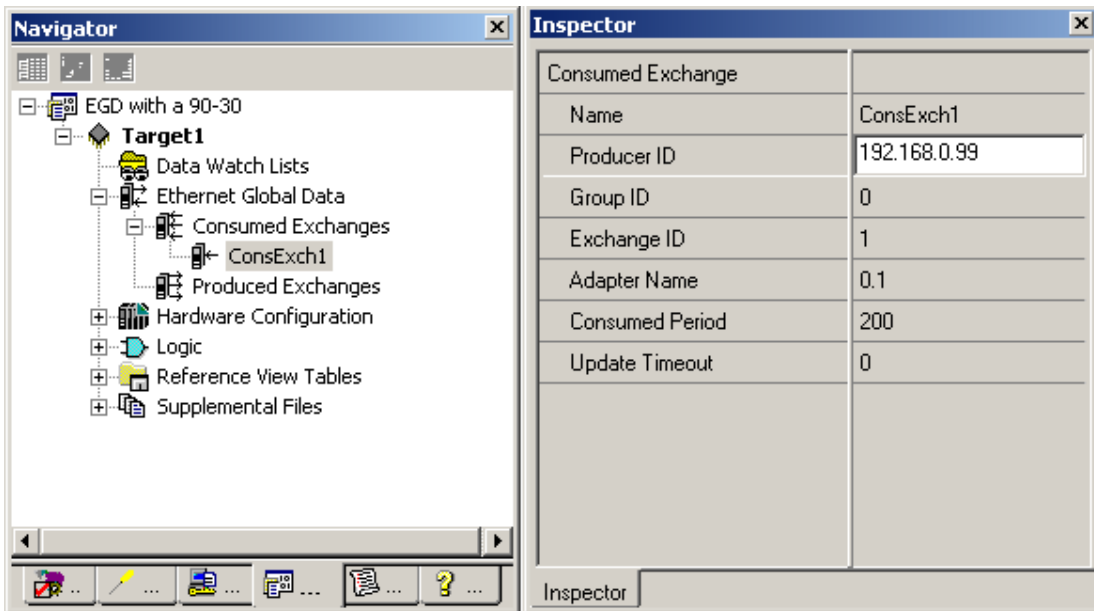 Navigator
EGD with a 90-30
Target1
Data Watch Lists
Ethernet Global Data
Consumed Exchanges
ConsExch1
Produced Exchanges
Hardware Configuration
Logic
Reference View Tables
Supplemental Files
.. ... ... ... ... ...
Inspector
Consumed Exchange
Name ConsExch1
Producer ID 192.168.0.99
Group ID 0
Exchange ID 1
Adapter Name 0.1
Consumed Period 200
Update Timeout 0
Inspector